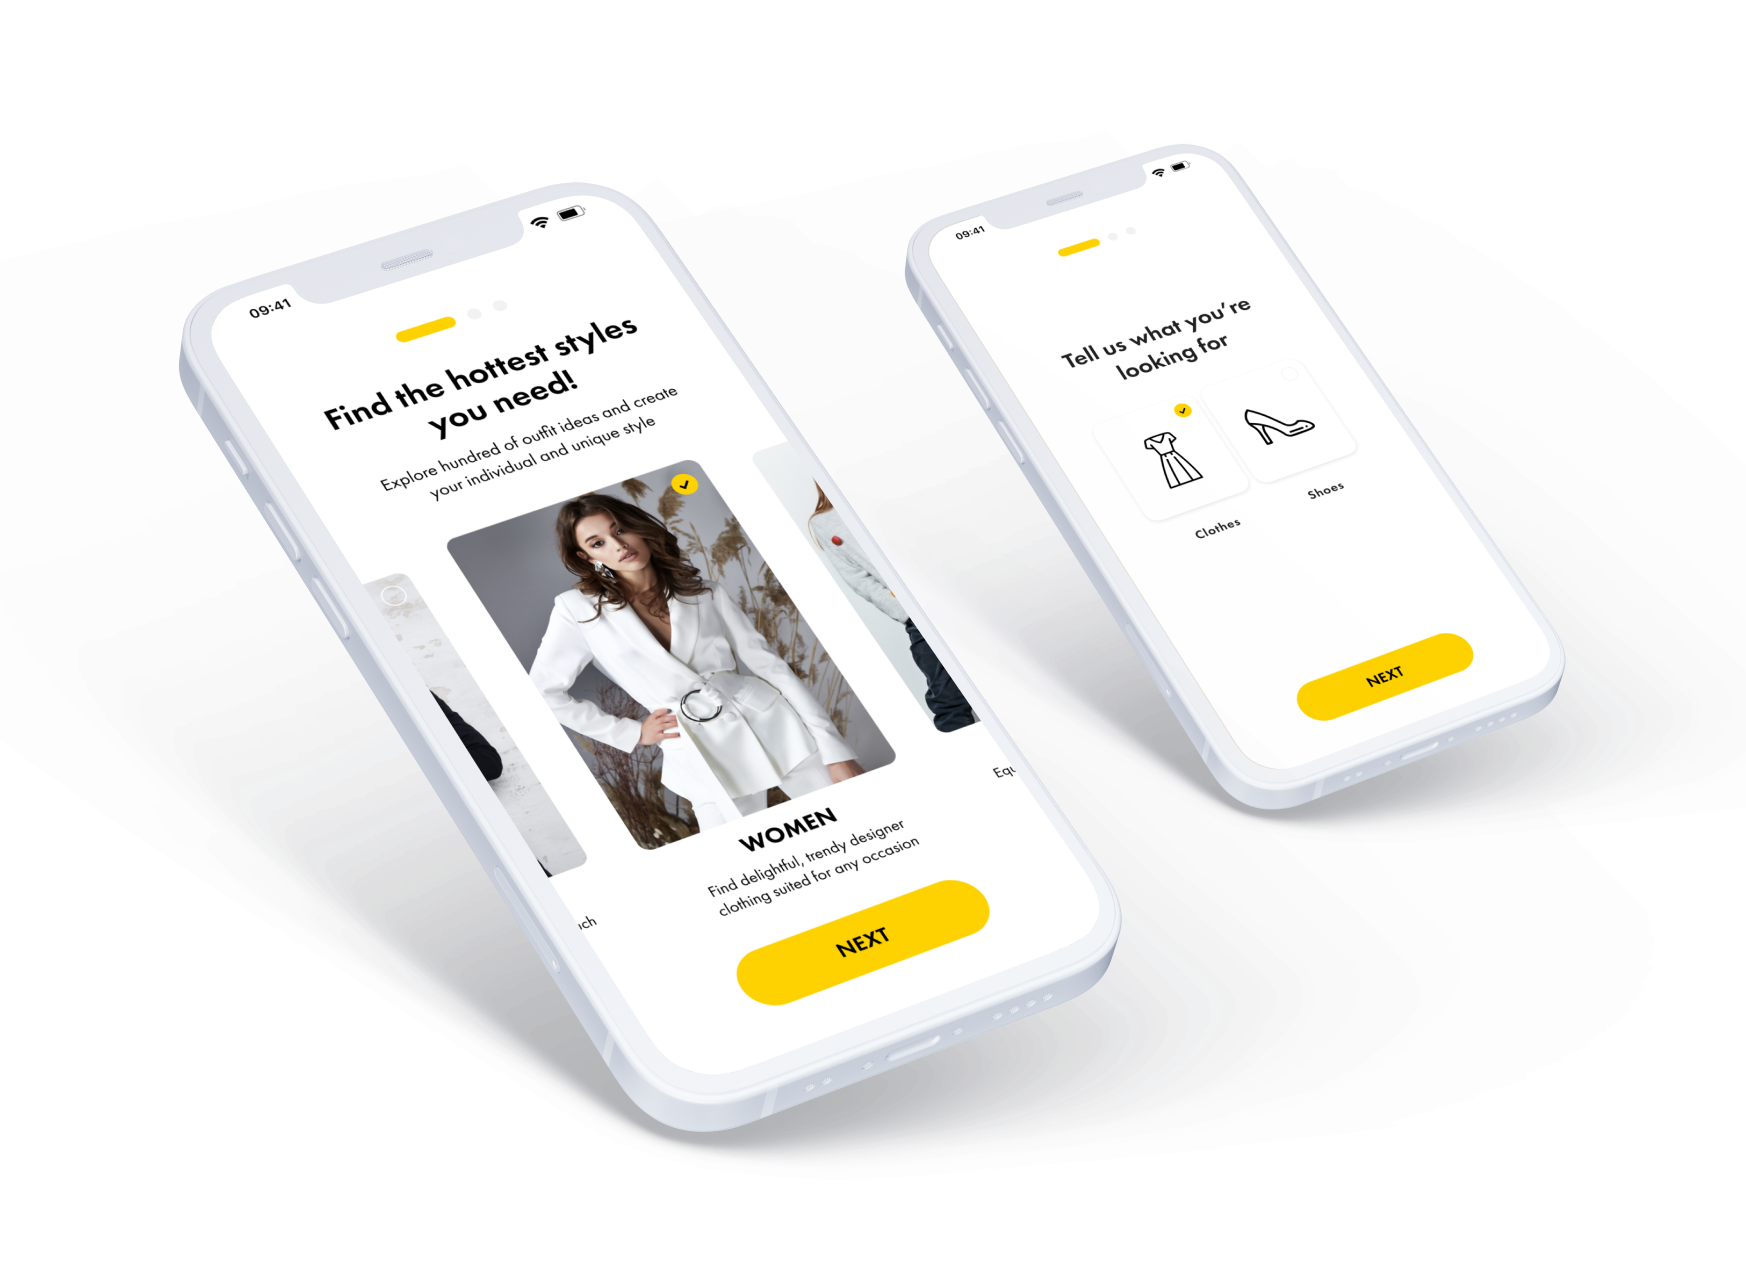 09:41
Find the hottest styles
you need!
Explore hundred of outfit ideas and create
your individual and unique style
WOMEN
Find delightful, trendy designer
clothing suited for any occasion
NEXT
09:41
Tell us what you're
looking for
Clothes
Shoes
NEXT